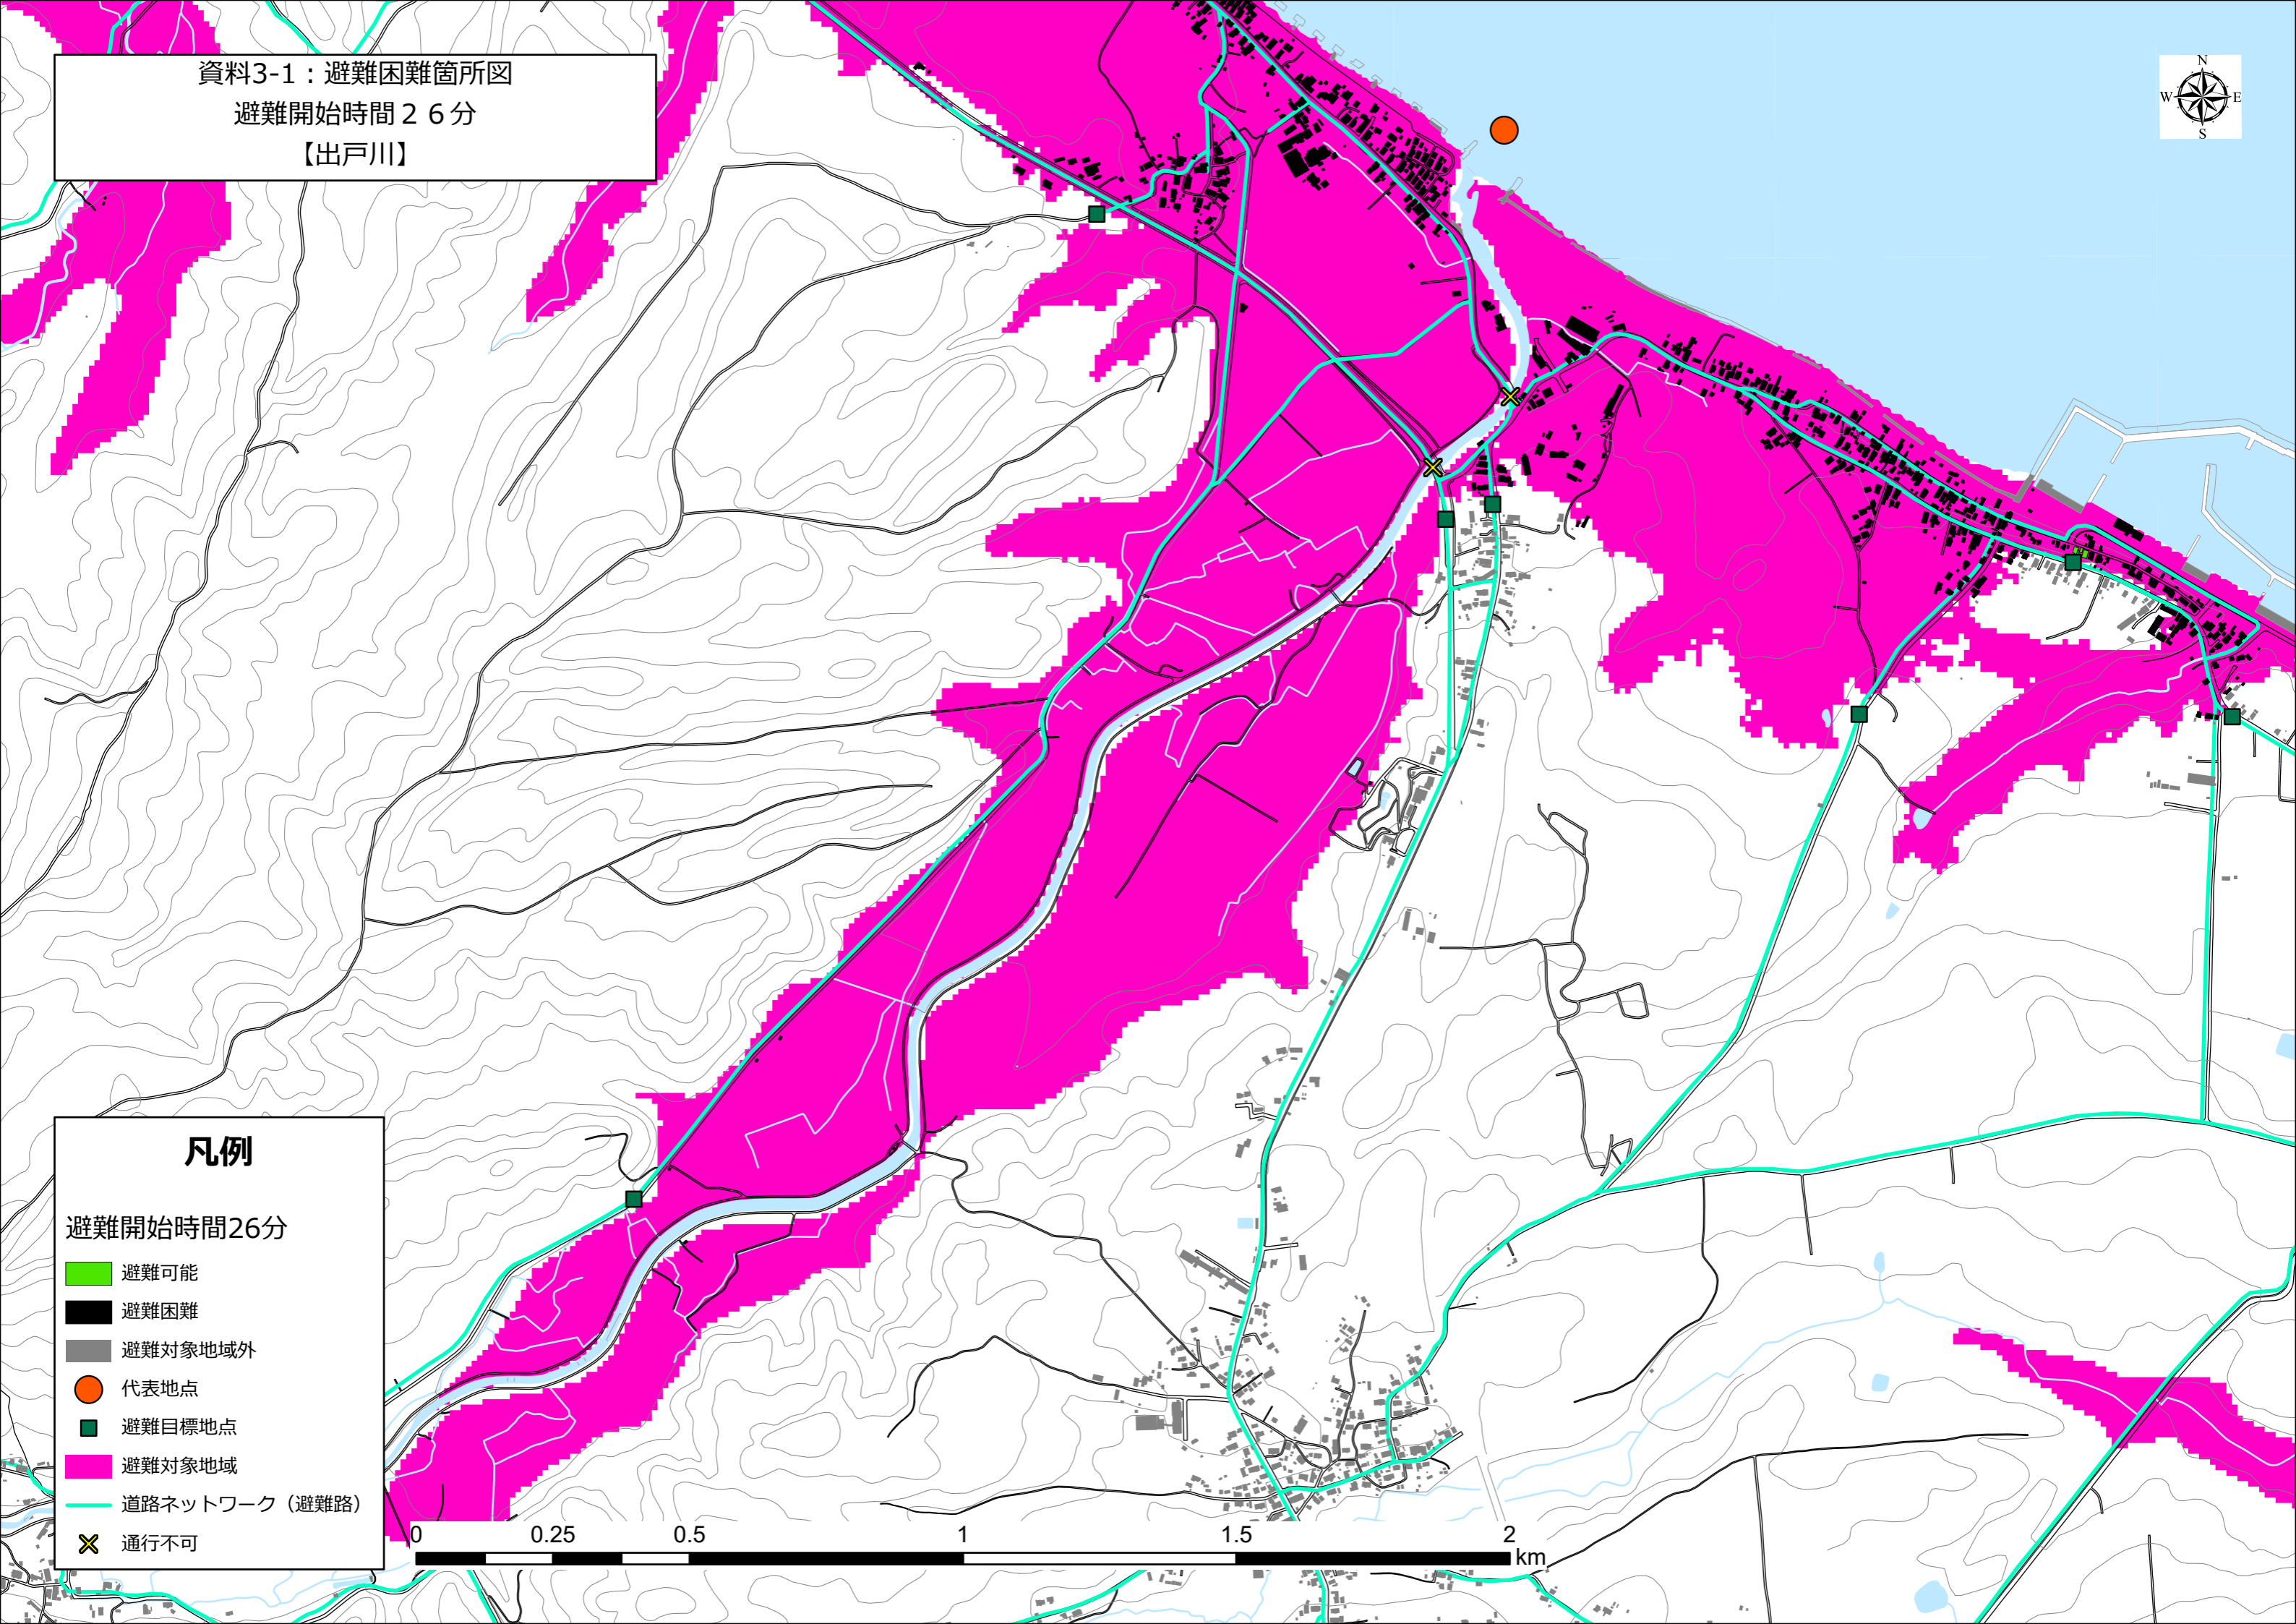 資料3-1：避難困難箇所図
避難開始時間２６分
【出戸川】
N
W E
S
凡例
避難開始時間26分
避難可能
避難困難
避難対象地域外
代表地点
避難目標地点
避難対象地域
道路ネットワーク（避難路）
通行不可
0 0.25 0.5 1 1.5 2
km